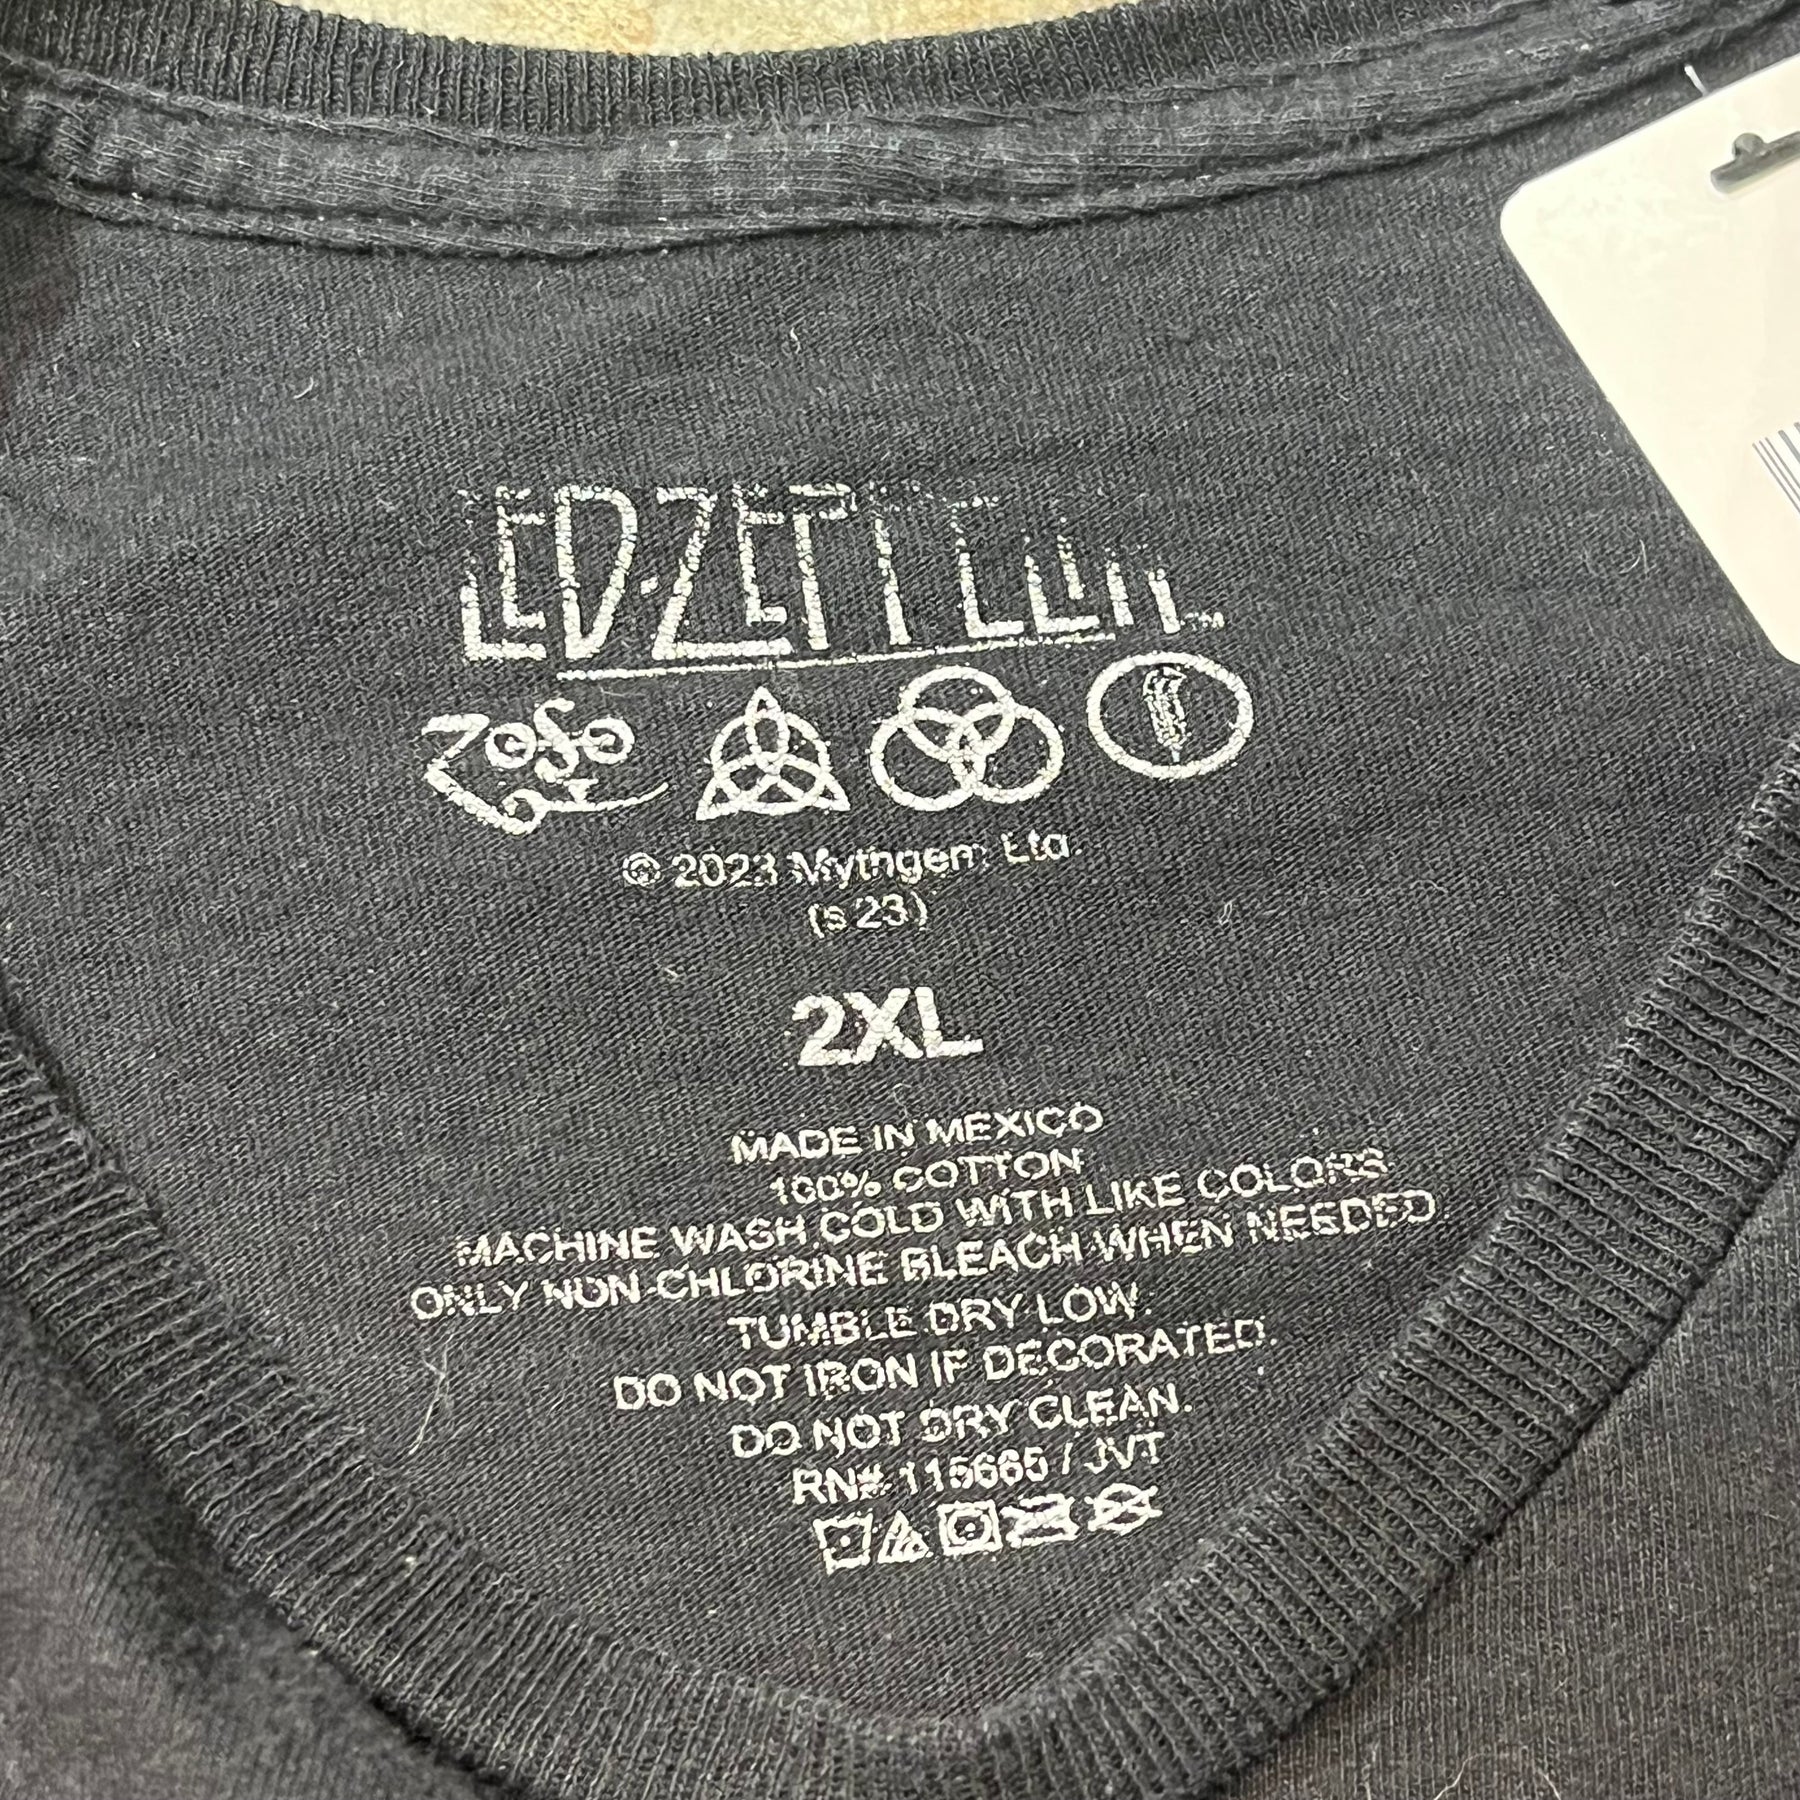 LED·ZEPPELIN TM
ZOSO
© 2023 Mythgem Ltd.
(s 23)
2XL
MADE IN MEXICO
100% COTTON
MACHINE WASH COLD WITH LIKE COLORS.
ONLY NON-CHLORINE BLEACH WHEN NEEDED.
TUMBLE DRY LOW.
DO NOT IRON IF DECORATED.
DO NOT DRY CLEAN.
RN# 115665 / JVT